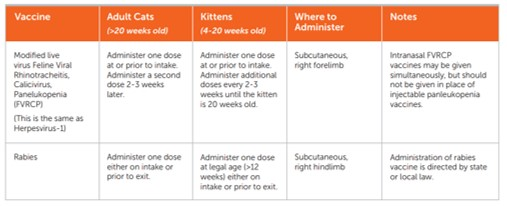 Vaccine
Adult Cats
(>20 weeks old)
Kittens
(4-20 weeks old)
Where to
Administer
Notes
Modified live
virus Feline Viral
Rhinotracheitis,
Calicivirus,
Panelukopenia
(FVRCP)
(This is the same as
Herpesvirus-1)
Administer one dose
at or prior to intake.
Administer a second
dose 2-3 weeks
later.
Administer one dose
at or prior to intake.
Administer additional
doses every 2-3
weeks until the kitten
is 20 weeks old.
Subcutaneous,
right forelimb
Intranasal FVRCP
vaccines may be given
simultaneously, but should
not be given in place of
injectable panleukopenia
vaccines.
Rabies
Administer one dose
either on intake or
prior to exit.
Administer one dose
at legal age (>12
weeks) either on
intake or prior to exit.
Subcutaneous,
right hindlimb
Administration of rabies
vaccine is directed by state
or local law.